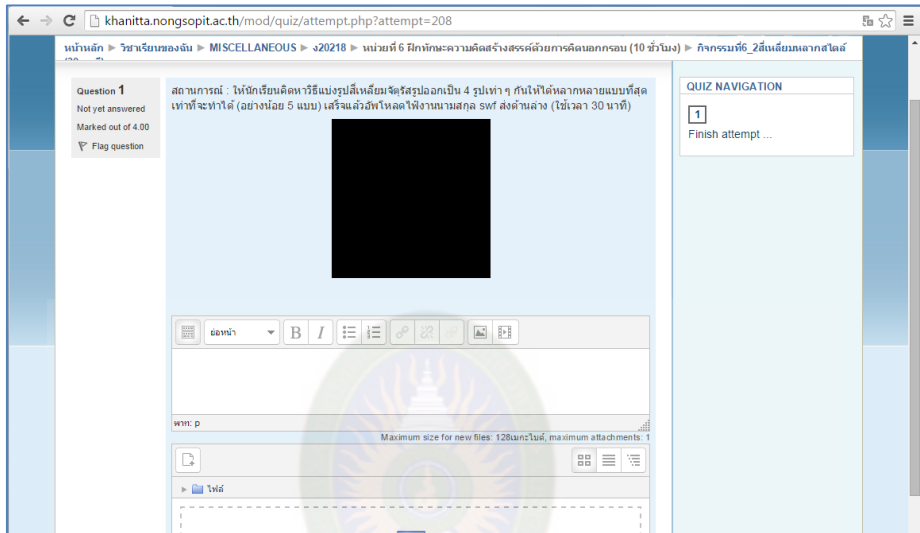 khanitta.nongsopit.ac.th/mod/quiz/attempt.php?attempt=208
หน้าหลัก ▶ วิชาเรียนของฉัน ▶ MISCELLANEOUS ▶ ง20218 ▶ หน่วยที่ 6 ฝึกทักษะความคิดสร้างสรรค์ด้วยการคิดนอกกรอบ (10 ชั่วโมง) ▶ กิจกรรมที่6_2สี่เหลี่ยมหลากสไตล์
Question 1
Not yet answered
Marked out of 4.00
Flag question
สถานการณ์ : ให้นักเรียนคิดหาวิธีแบ่งรูปสี่เหลี่ยมจัตุรัสรูปออกเป็น 4 รูปเท่า ๆ กันให้ได้หลากหลายแบบที่สุด
เท่าที่จะทำได้ (อย่างน้อย 5 แบบ) เสร็จแล้วอัพโหลดไฟ้งานนามสกุล swf ส่งด้านล่าง (ใช้เวลา 30 นาที)
QUIZ NAVIGATION
1
Finish attempt ...
ย่อหน้า B I
พาท: p
Maximum size for new files: 128เมกะไบต์, maximum attachments: 1
▶ ไฟล์